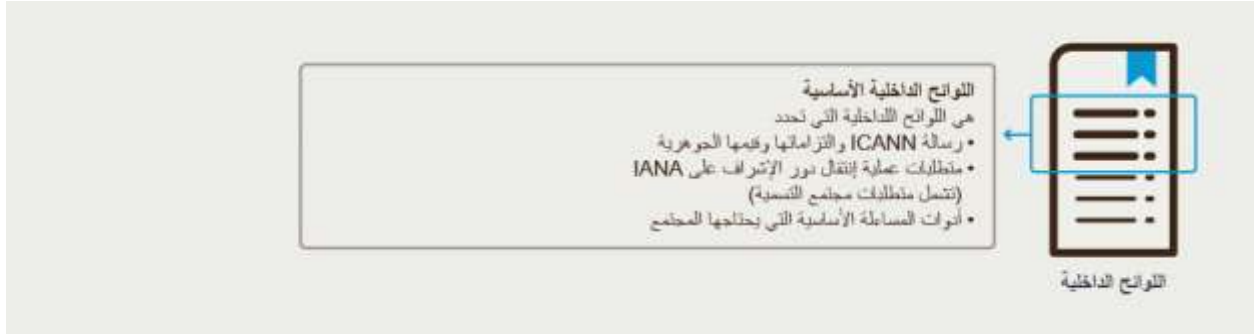 اللوائح الداخلية الأساسية
هي اللوائح اللداخلية التي تحدد
• رسالة ICANN والتزاماتها وقيمها الجوهرية
• متطلبات عملية إنتقال دور الإشراف على IANA
(تشمل متطلبات مجتمع التسمية)
• أدوات المساءلة الأساسية التي يحتاجها المجتمع
اللوائح الداخلية